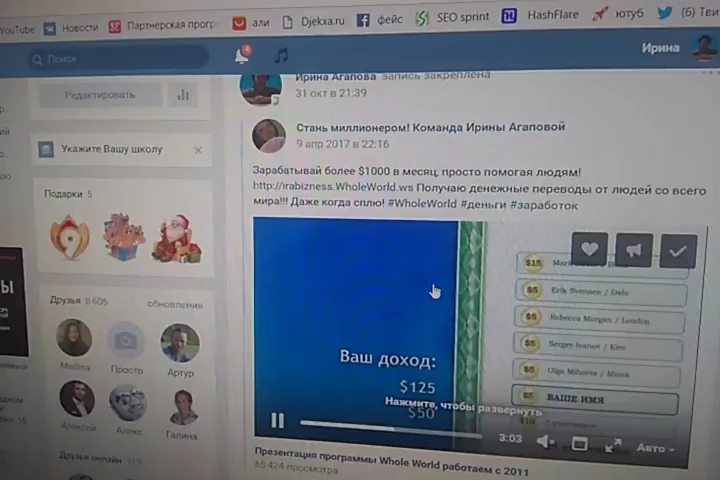 YouTube
Новости
Партнерская прогр
али
Djekxa.ru
фейс
SEO sprint
HashFlare
ютуб
(6) Тви
Поиск
Ирина
Ирина Агапова запись закреплена
31 окт в 21:39
Редактировать
Стань миллионером! Команда Ирины Агаповой
9 апр 2017 в 22:16
Укажите Вашу школу
Зарабатывай более $1000 в месяц, просто помогая людям!
http://irabizness.WholeWorld.ws Получаю денежные переводы от людей со всего
мира!!! Даже когда сплю! #WholeWorld #деньги #заработок
Подарки 5
$15
$5 Erik Svensen / Oslo
$5 Rebecca Morgan / London
$5 Sergey Ivanov / Kiev
$5 Olga Mihaeva / Minsk
$5 ВАШЕ ИМЯ
Ваш доход:
$125
$50
Нажмите, чтобы развернуть
3:03
Авто
Друзья 8 606 обновления
Madina Просто Артур
Алексей Алекс Галина
Друзья онлайн
Презентация программы Whole World работаем с 2011
65 424 просмотра